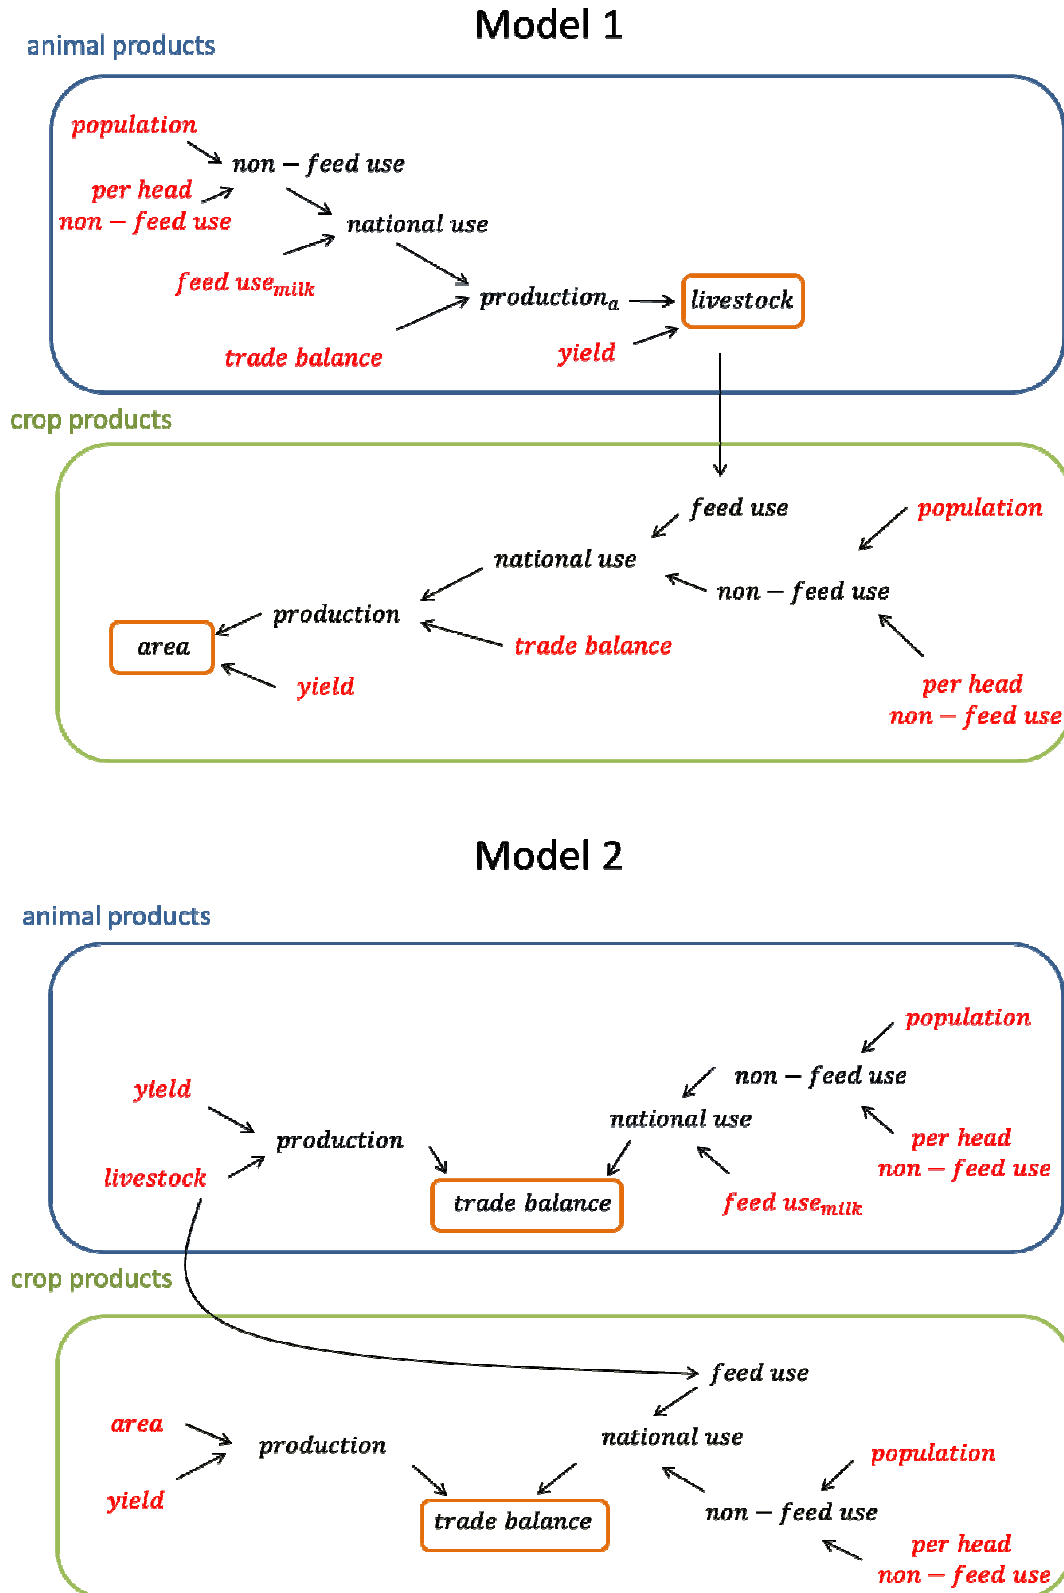 Model 1
animal products
population
non − feed use
per head
non − feed use
national use
feed use_milk
production_a
livestock
trade balance
yield
crop products
feed use
population
national use
non − feed use
production
area
trade balance
yield
per head
non − feed use
Model 2
animal products
population
non − feed use
yield
national use
production
per head
non − feed use
livestock
trade balance
feed use_milk
crop products
feed use
area
national use
production
population
yield
trade balance
non − feed use
per head
non − feed use